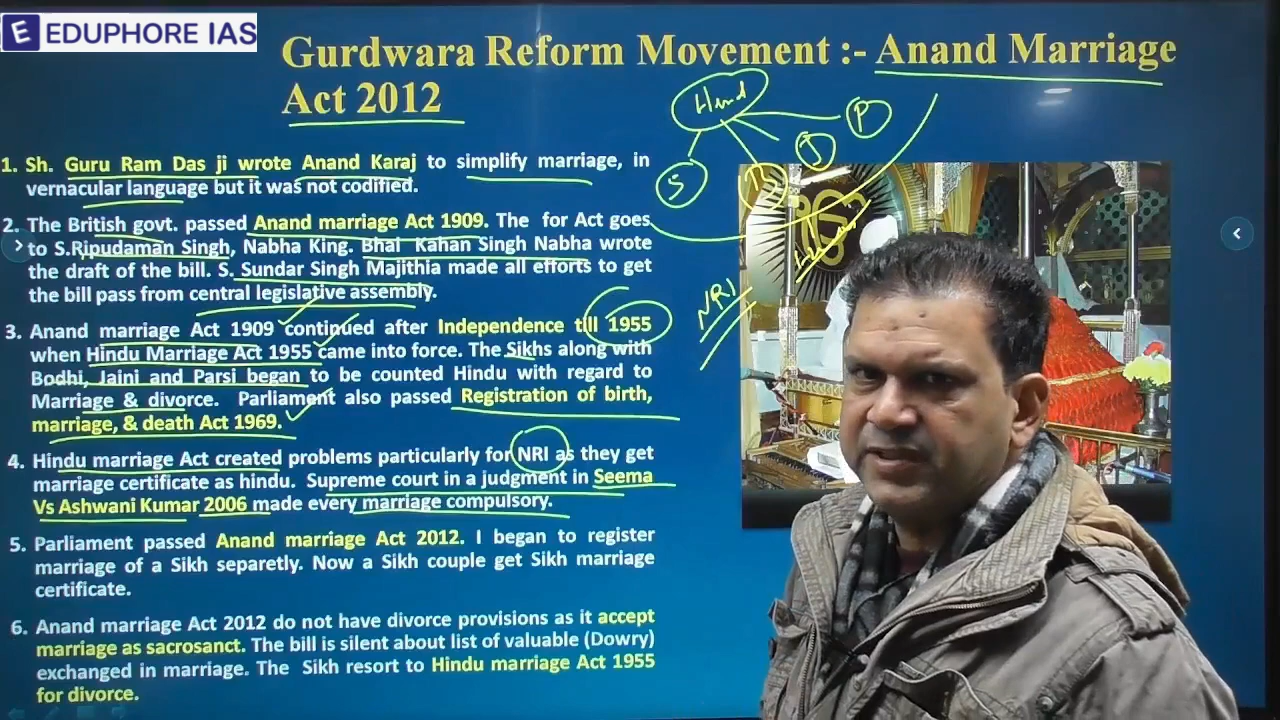 EDUPHORE IAS
Gurdwara Reform Movement :- Anand Marriage
Act 2012
1. Sh. Guru Ram Das ji wrote Anand Karaj to simplify marriage, in
vernacular language but it was not codified.
2. The British govt. passed Anand marriage Act 1909. The for Act goes
to S.Ripudaman Singh, Nabha King. Bhai Kahan Singh Nabha wrote
the draft of the bill. S. Sundar Singh Majithia made all efforts to get
the bill pass from central legislative assembly.
3. Anand marriage Act 1909 continued after Independence till 1955
when Hindu Marriage Act 1955 came into force. The Sikhs along with
Bodhi, Jaini and Parsi began to be counted Hindu with regard to
Marriage & divorce. Parliament also passed Registration of birth,
marriage, & death Act 1969.
4. Hindu marriage Act created problems particularly for NRI as they get
marriage certificate as hindu. Supreme court in a judgment in Seema
Vs Ashwani Kumar 2006 made every marriage compulsory.
5. Parliament passed Anand marriage Act 2012. I began to register
marriage of a Sikh separetly. Now a Sikh couple get Sikh marriage
certificate.
6. Anand marriage Act 2012 do not have divorce provisions as it accept
marriage as sacrosanct. The bill is silent about list of valuable (Dowry)
exchanged in marriage. The Sikh resort to Hindu marriage Act 1955
for divorce.
Hind
P
J
S
B
NRI